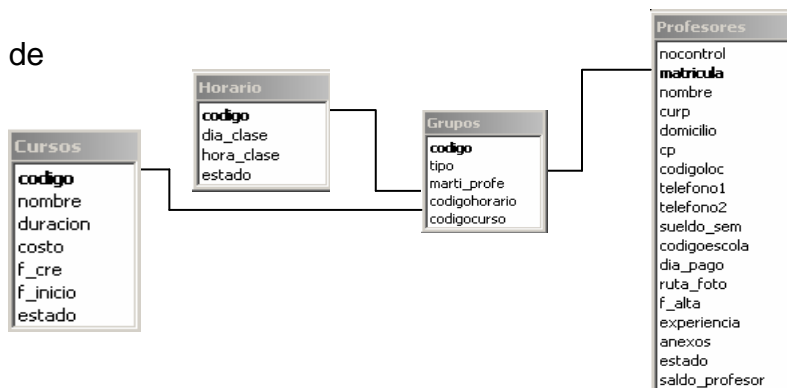 de
Cursos
codigo
nombre
duracion
costo
f_cre
f_inicio
estado
Horario
codigo
dia_clase
hora_clase
estado
Grupos
codigo
tipo
marti_profe
codigohorario
codigocurso
Profesores
nocontrol
matricula
nombre
curp
domicilio
cp
codigoloc
telefono1
telefono2
sueldo_sem
codigoescola
dia_pago
ruta_foto
f_alta
experiencia
anexos
estado
saldo_profesor